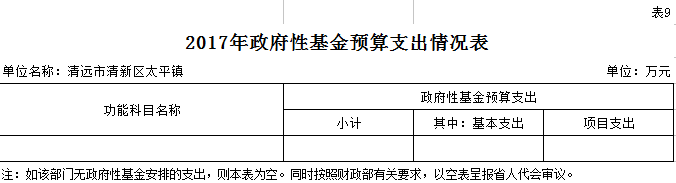 表9
2017年政府性基金预算支出情况表
单位名称：清远市清新区太平镇 单位：万元
功能科目名称 政府性基金预算支出
小计 其中：基本支出 项目支出
注：如该部门无政府性基金安排的支出，则本表为空。同时按照财政部有关要求，以空表呈报省人代会审议。